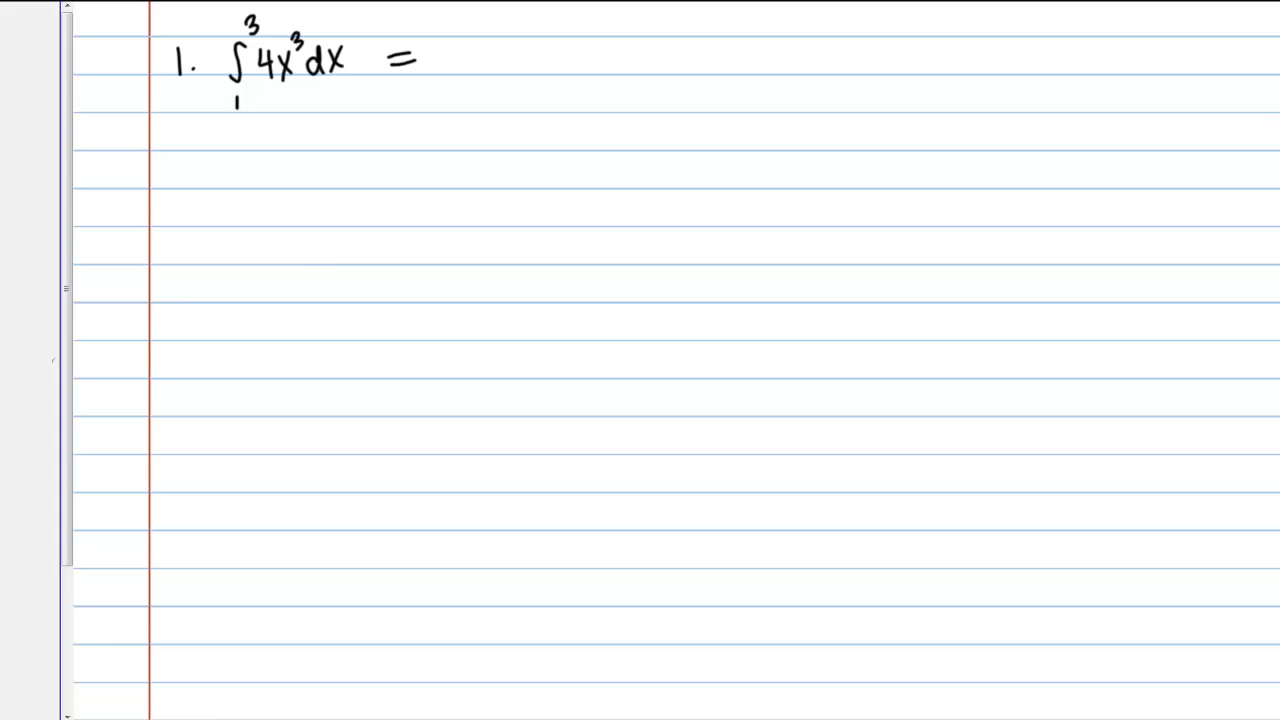 1. ∫₁³ 4x³dx =